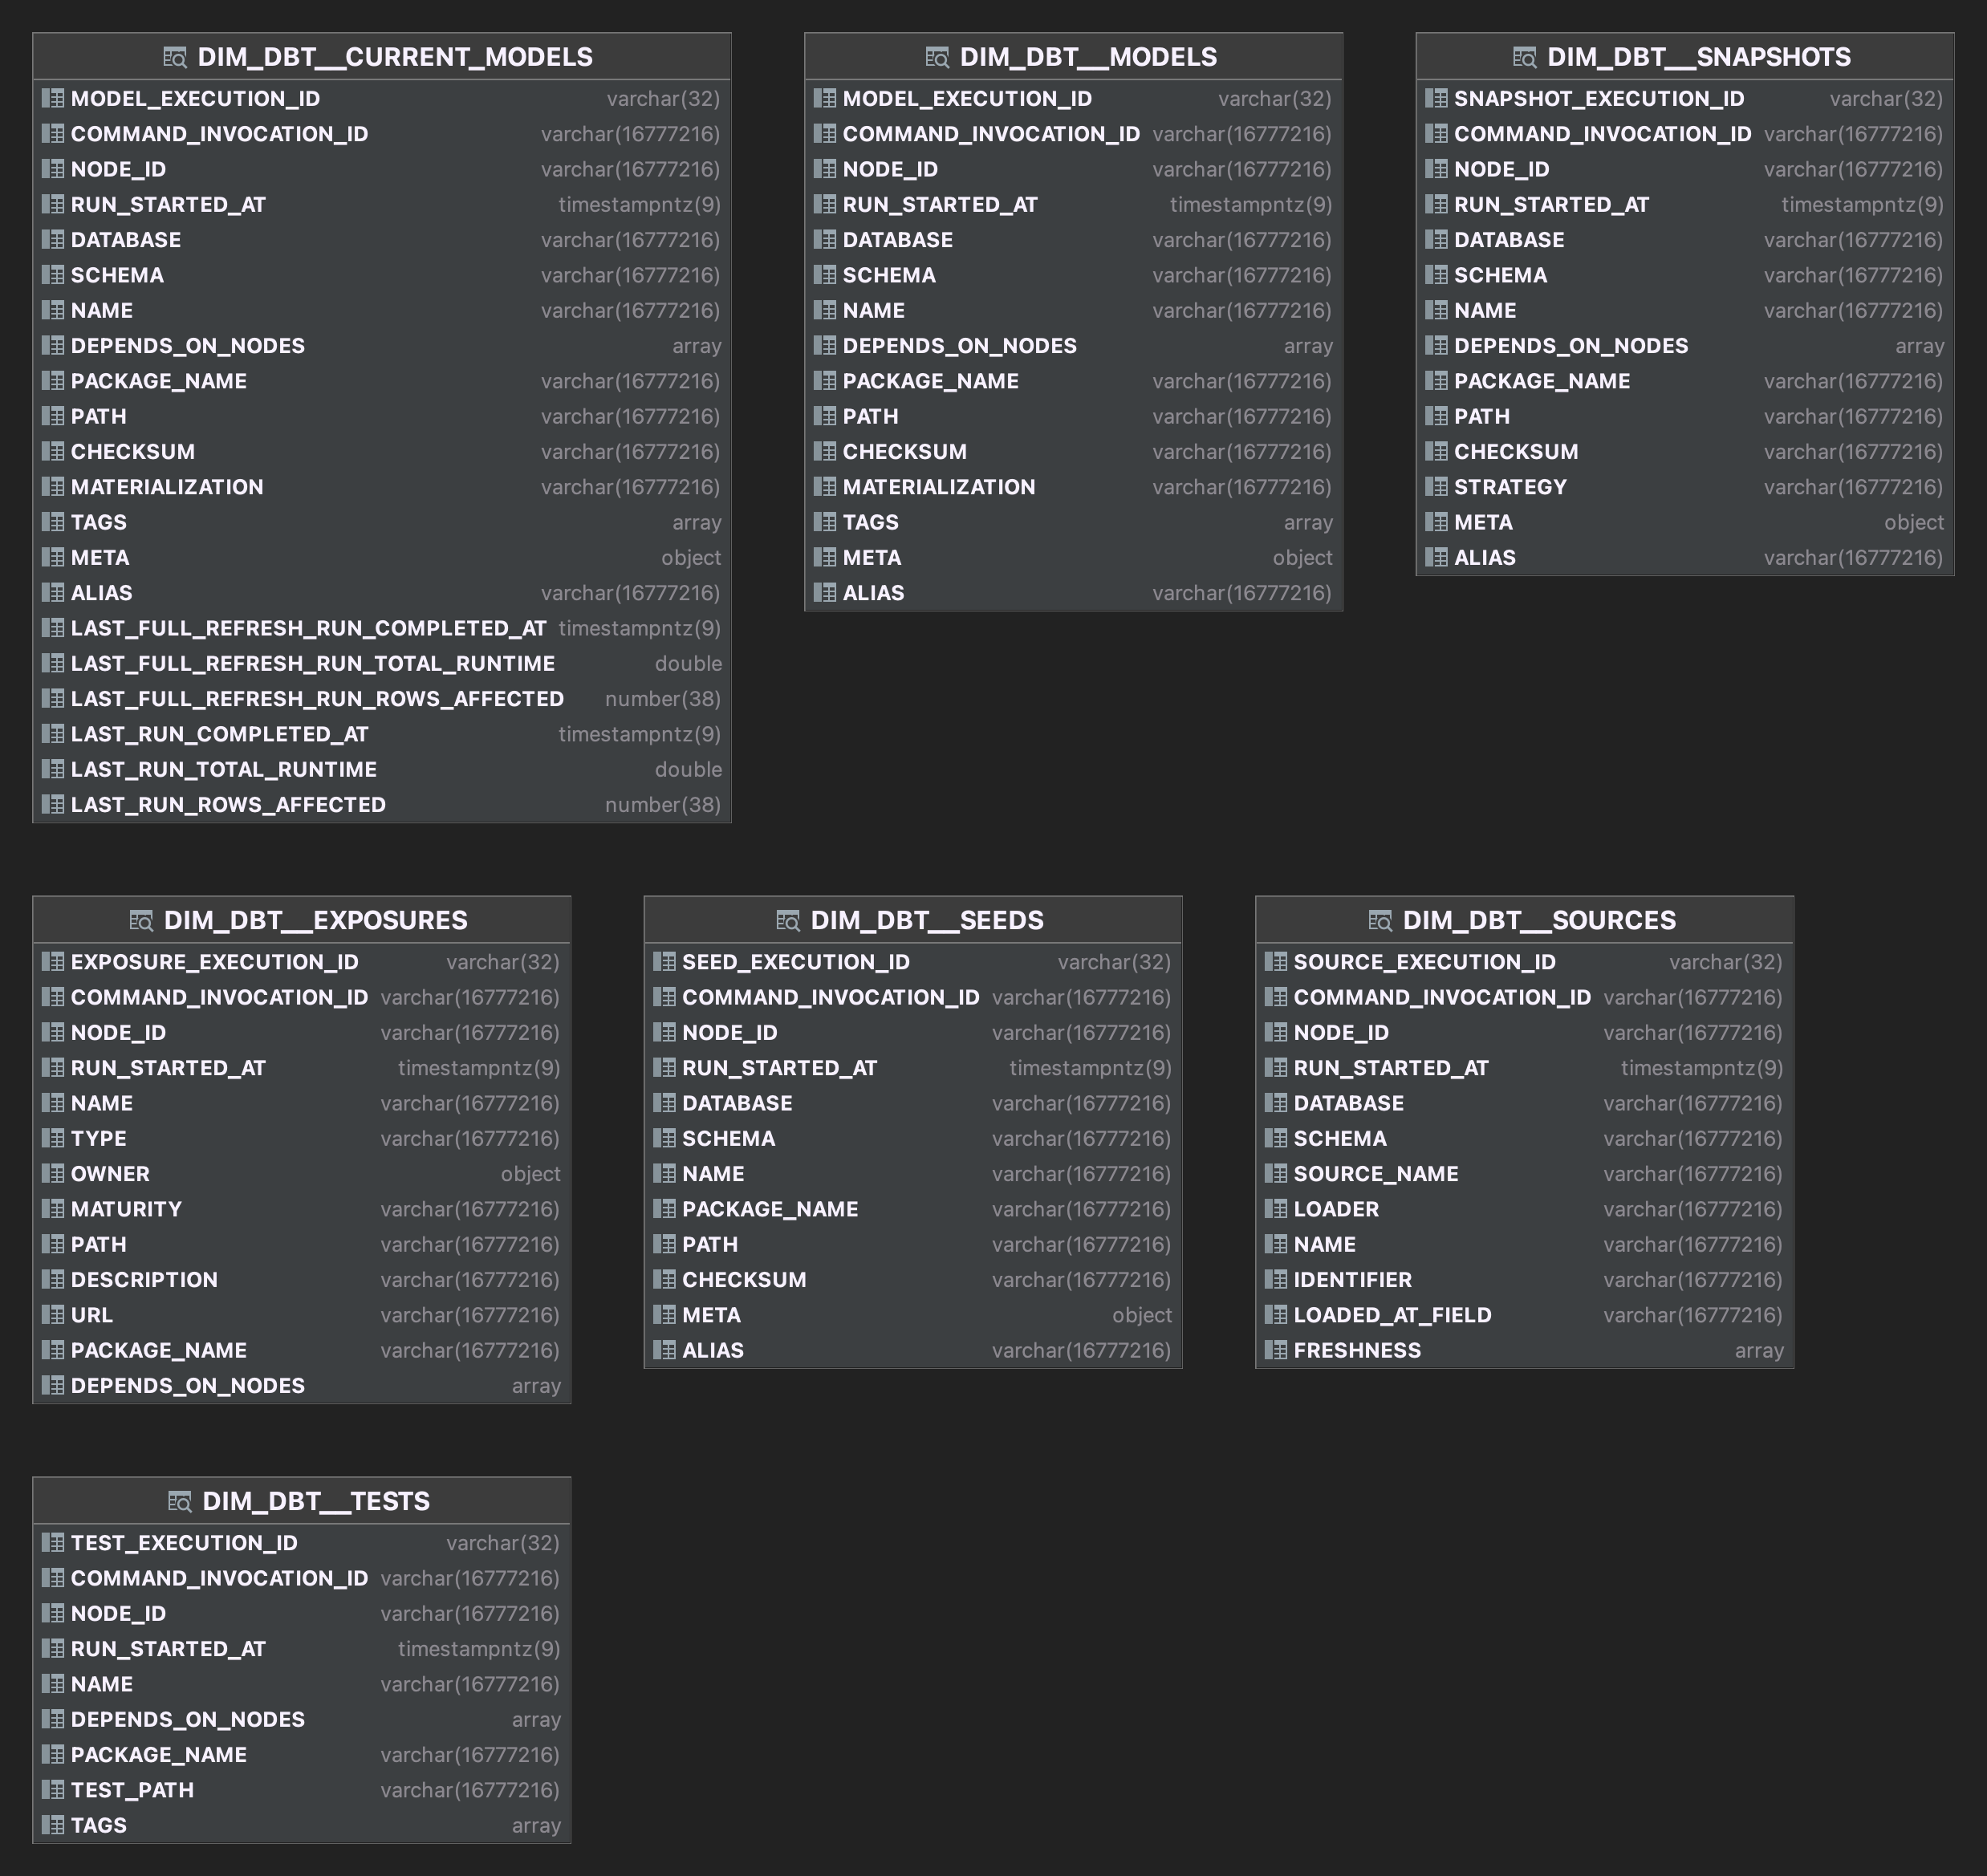 DIM_DBT__CURRENT_MODELS
MODEL_EXECUTION_ID varchar(32)
COMMAND_INVOCATION_ID varchar(16777216)
NODE_ID varchar(16777216)
RUN_STARTED_AT timestampntz(9)
DATABASE varchar(16777216)
SCHEMA varchar(16777216)
NAME varchar(16777216)
DEPENDS_ON_NODES array
PACKAGE_NAME varchar(16777216)
PATH varchar(16777216)
CHECKSUM varchar(16777216)
MATERIALIZATION varchar(16777216)
TAGS array
META object
ALIAS varchar(16777216)
LAST_FULL_REFRESH_RUN_COMPLETED_AT timestampntz(9)
LAST_FULL_REFRESH_RUN_TOTAL_RUNTIME double
LAST_FULL_REFRESH_RUN_ROWS_AFFECTED number(38)
LAST_RUN_COMPLETED_AT timestampntz(9)
LAST_RUN_TOTAL_RUNTIME double
LAST_RUN_ROWS_AFFECTED number(38)
DIM_DBT__MODELS
MODEL_EXECUTION_ID varchar(32)
COMMAND_INVOCATION_ID varchar(16777216)
NODE_ID varchar(16777216)
RUN_STARTED_AT timestampntz(9)
DATABASE varchar(16777216)
SCHEMA varchar(16777216)
NAME varchar(16777216)
DEPENDS_ON_NODES array
PACKAGE_NAME varchar(16777216)
PATH varchar(16777216)
CHECKSUM varchar(16777216)
MATERIALIZATION varchar(16777216)
TAGS array
META object
ALIAS varchar(16777216)
DIM_DBT__SNAPSHOTS
SNAPSHOT_EXECUTION_ID varchar(32)
COMMAND_INVOCATION_ID varchar(16777216)
NODE_ID varchar(16777216)
RUN_STARTED_AT timestampntz(9)
DATABASE varchar(16777216)
SCHEMA varchar(16777216)
NAME varchar(16777216)
DEPENDS_ON_NODES array
PACKAGE_NAME varchar(16777216)
PATH varchar(16777216)
CHECKSUM varchar(16777216)
STRATEGY varchar(16777216)
META object
ALIAS varchar(16777216)
DIM_DBT__EXPOSURES
EXPOSURE_EXECUTION_ID varchar(32)
COMMAND_INVOCATION_ID varchar(16777216)
NODE_ID varchar(16777216)
RUN_STARTED_AT timestampntz(9)
NAME varchar(16777216)
TYPE varchar(16777216)
OWNER object
MATURITY varchar(16777216)
PATH varchar(16777216)
DESCRIPTION varchar(16777216)
URL varchar(16777216)
PACKAGE_NAME varchar(16777216)
DEPENDS_ON_NODES array
DIM_DBT__SEEDS
SEED_EXECUTION_ID varchar(32)
COMMAND_INVOCATION_ID varchar(16777216)
NODE_ID varchar(16777216)
RUN_STARTED_AT timestampntz(9)
DATABASE varchar(16777216)
SCHEMA varchar(16777216)
NAME varchar(16777216)
PACKAGE_NAME varchar(16777216)
PATH varchar(16777216)
CHECKSUM varchar(16777216)
META object
ALIAS varchar(16777216)
DIM_DBT__SOURCES
SOURCE_EXECUTION_ID varchar(32)
COMMAND_INVOCATION_ID varchar(16777216)
NODE_ID varchar(16777216)
RUN_STARTED_AT timestampntz(9)
DATABASE varchar(16777216)
SCHEMA varchar(16777216)
SOURCE_NAME varchar(16777216)
LOADER varchar(16777216)
NAME varchar(16777216)
IDENTIFIER varchar(16777216)
LOADED_AT_FIELD varchar(16777216)
FRESHNESS array
DIM_DBT__TESTS
TEST_EXECUTION_ID varchar(32)
COMMAND_INVOCATION_ID varchar(16777216)
NODE_ID varchar(16777216)
RUN_STARTED_AT timestampntz(9)
NAME varchar(16777216)
DEPENDS_ON_NODES array
PACKAGE_NAME varchar(16777216)
TEST_PATH varchar(16777216)
TAGS array